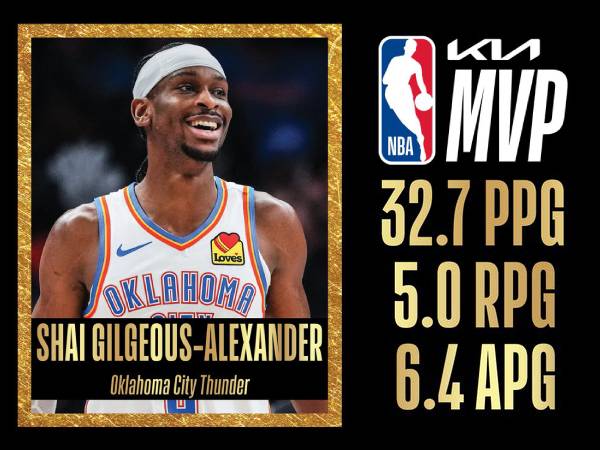 KIA
NBA
MVP
Loves
OKLAHOMA
CITY
SHAI GILGEOUS-ALEXANDER
Oklahoma City Thunder
32.7 PPG
5.0 RPG
6.4 APG